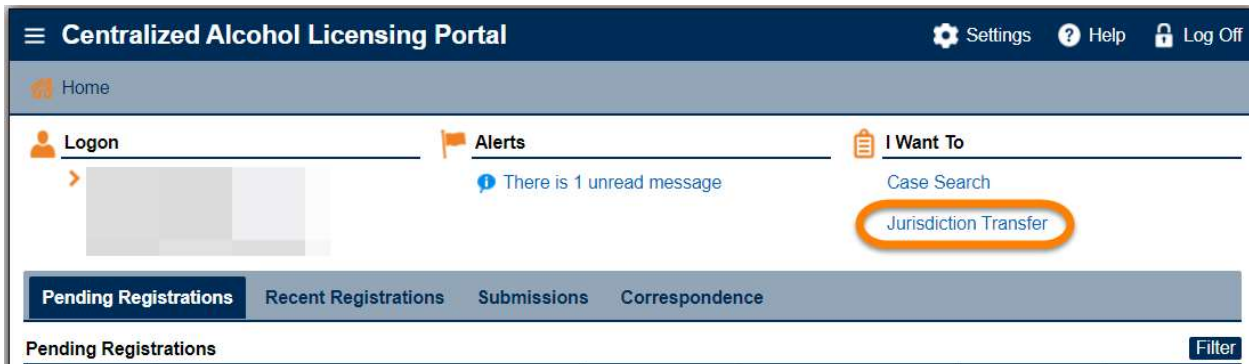 Centralized Alcohol Licensing Portal Settings Help Log Off
Home
Logon Alerts I Want To
There is 1 unread message Case Search
Jurisdiction Transfer
Pending Registrations Recent Registrations Submissions Correspondence
Pending Registrations Filter